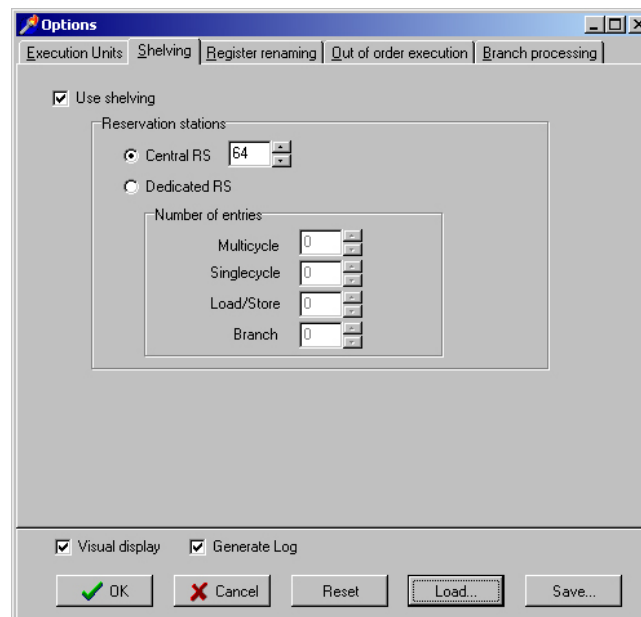 Options
Execution Units Shelving Register renaming Out of order execution Branch processing
Use shelving
Reservation stations
Central RS 64
Dedicated RS
Number of entries
Multicycle 0
Singlecycle 0
Load/Store 0
Branch 0
Visual display Generate Log
OK Cancel Reset Load... Save...